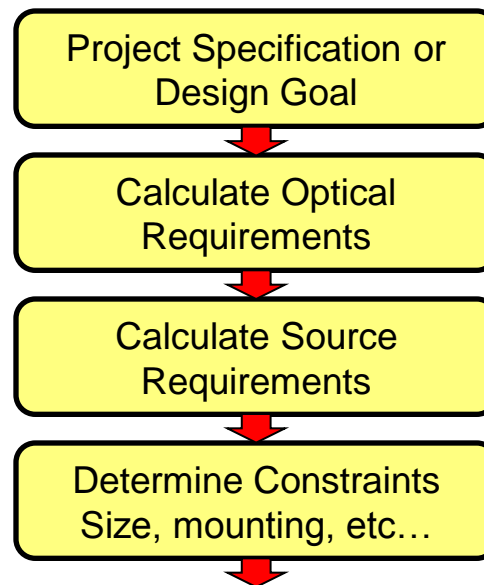 Project Specification or
Design Goal
Calculate Optical
Requirements
Calculate Source
Requirements
Determine Constraints
Size, mounting, etc…